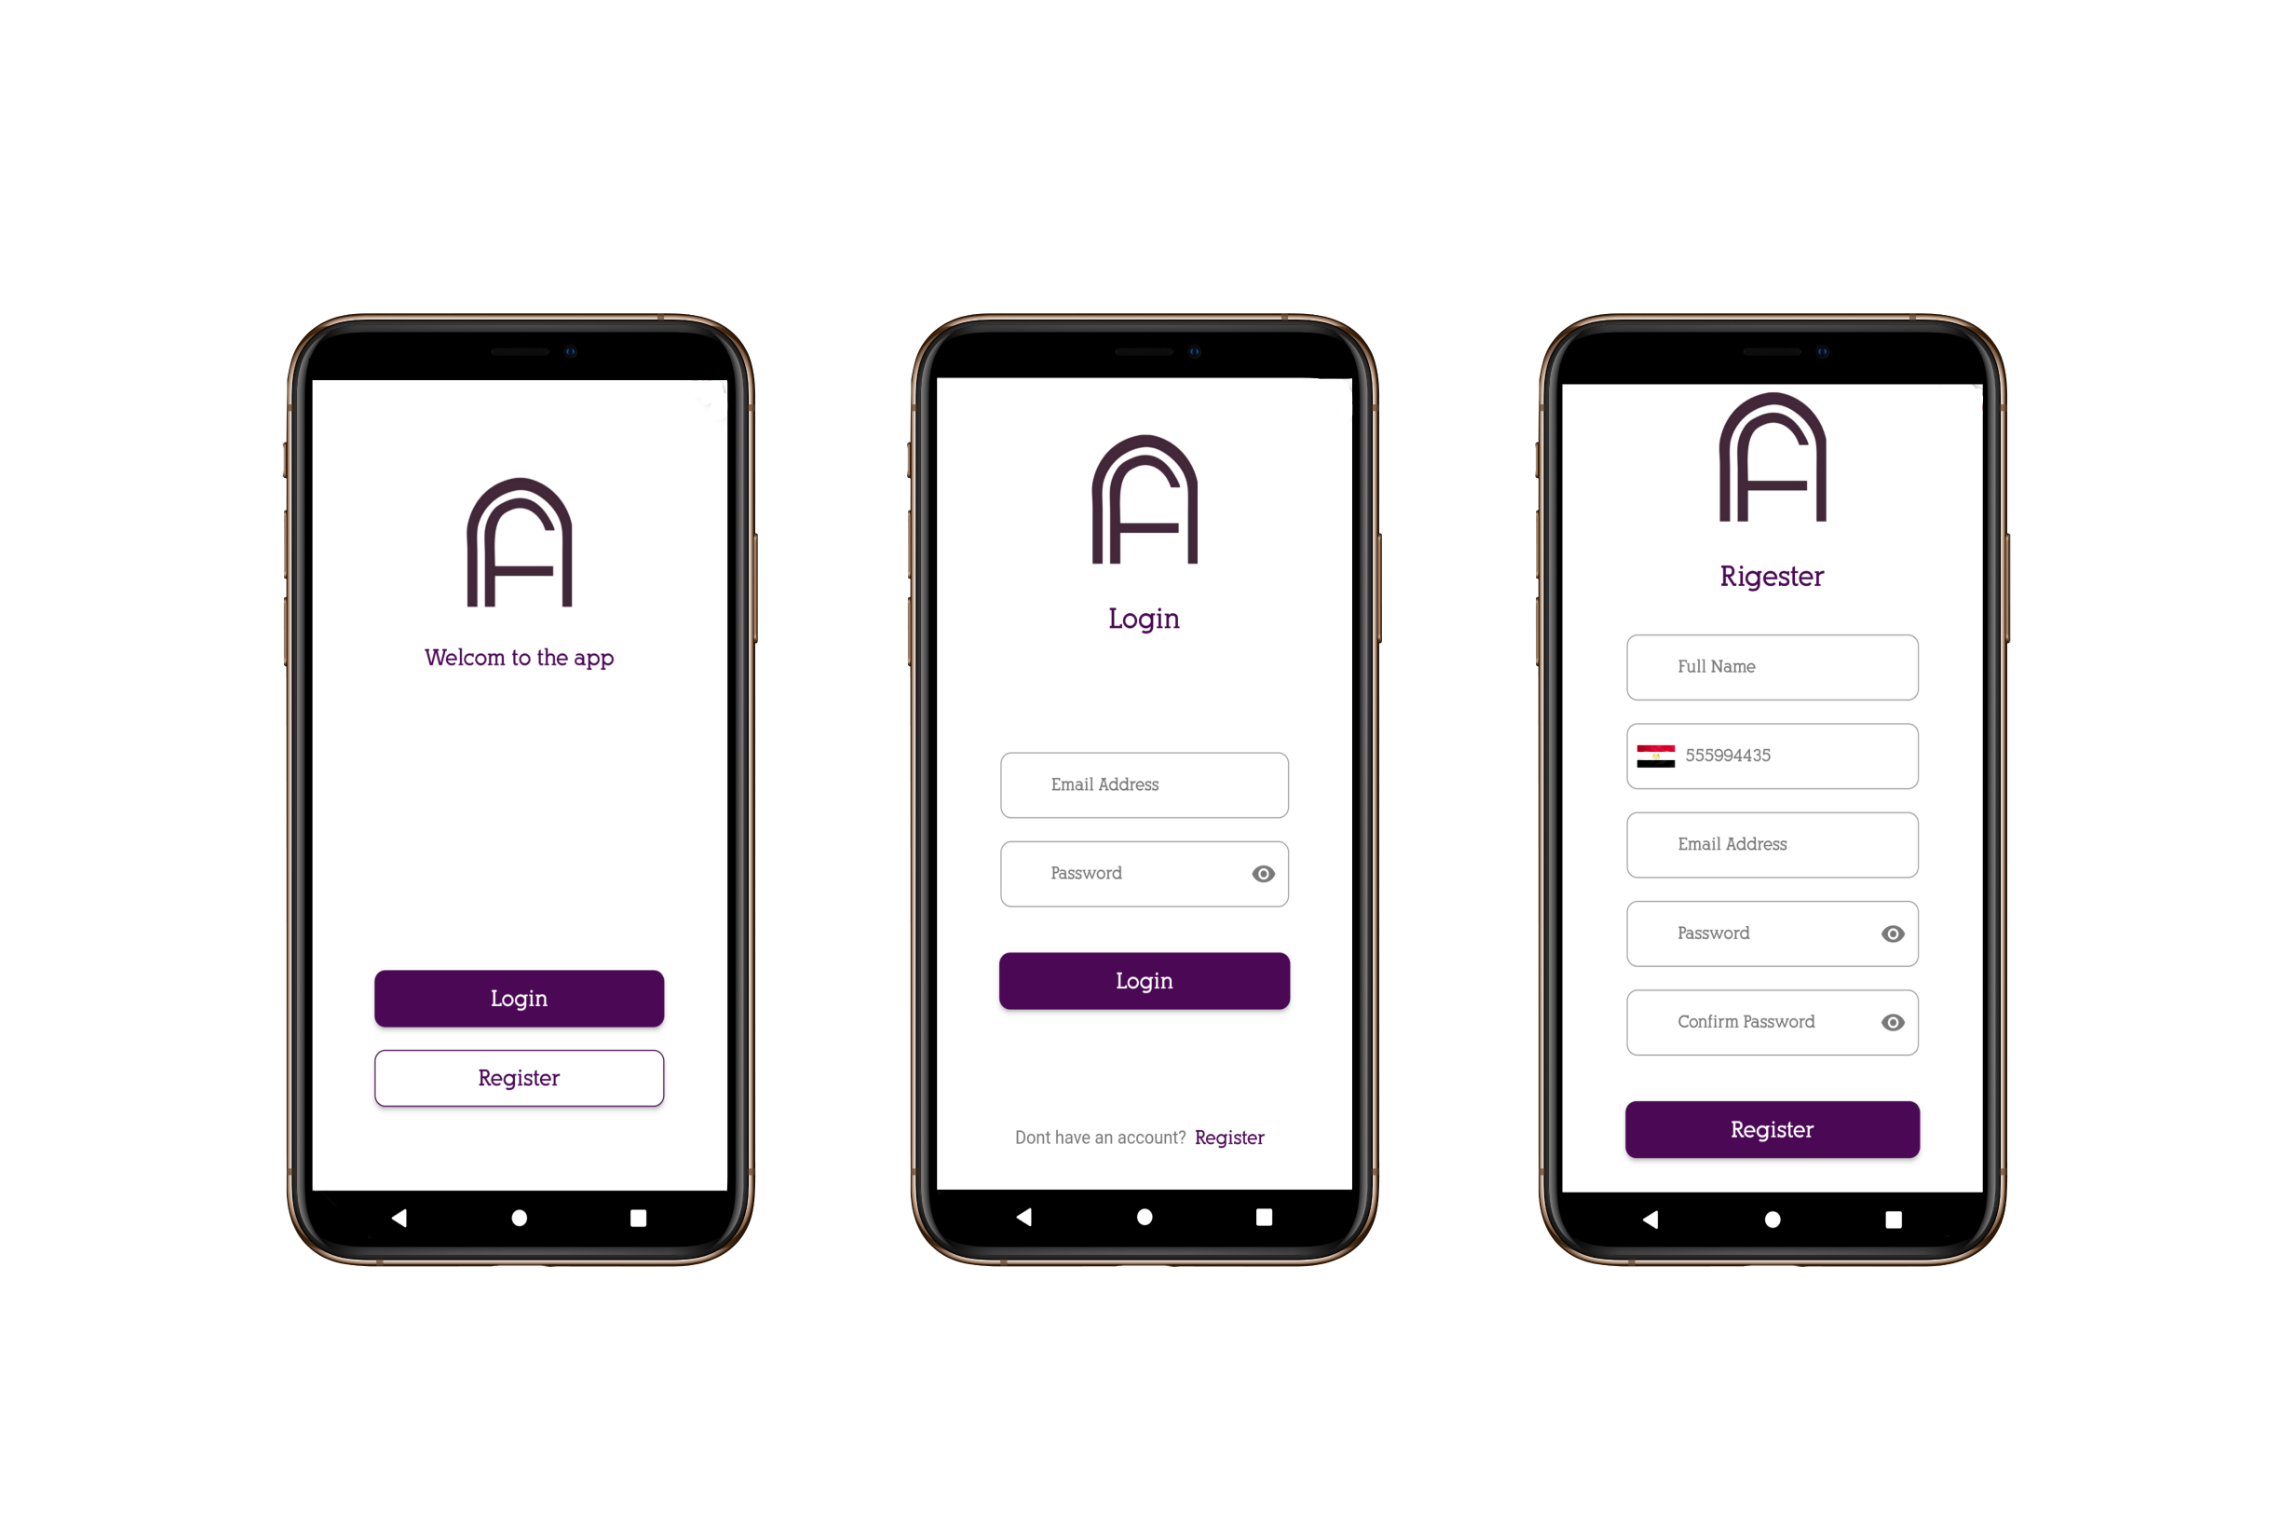 Welcom to the app
Login
Register
Login
Email Address
Password
Login
Dont have an account? Register
Rigester
Full Name
555994435
Email Address
Password
Confirm Password
Register